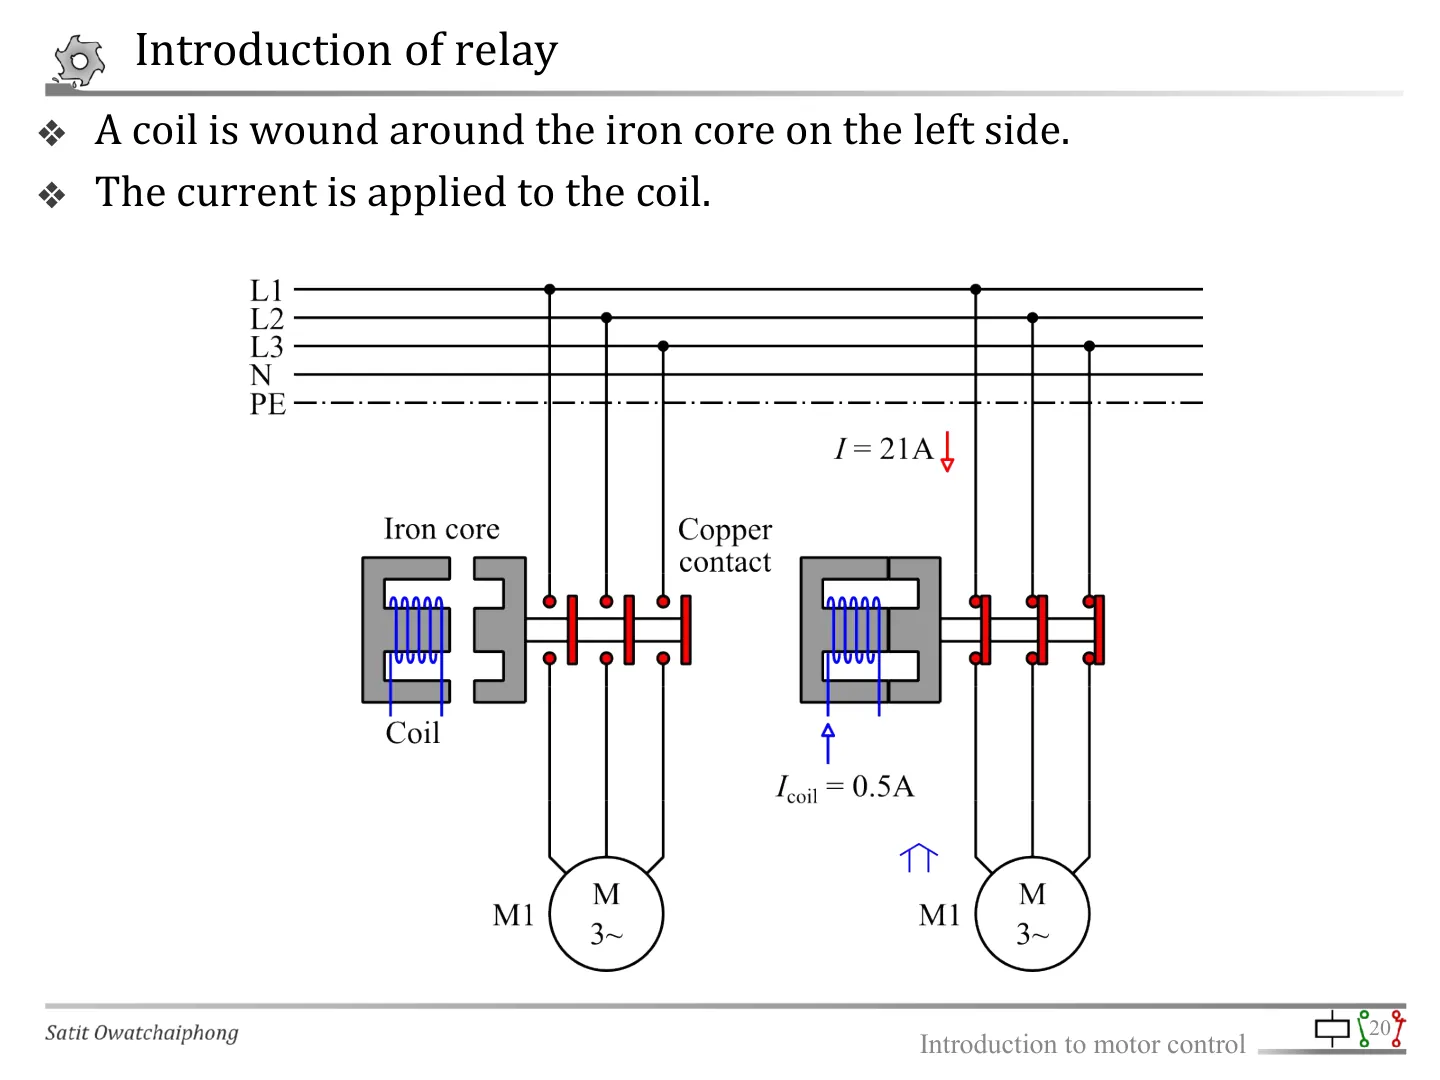 Introduction of relay
❖ A coil is wound around the iron core on the left side.
❖ The current is applied to the coil.
L1
L2
L3
N
PE
I = 21A
Iron core
Copper
contact
Coil
Icoil = 0.5A
M1
M
3~
M1
M
3~
Satit Owatchaiphong
Introduction to motor control
20